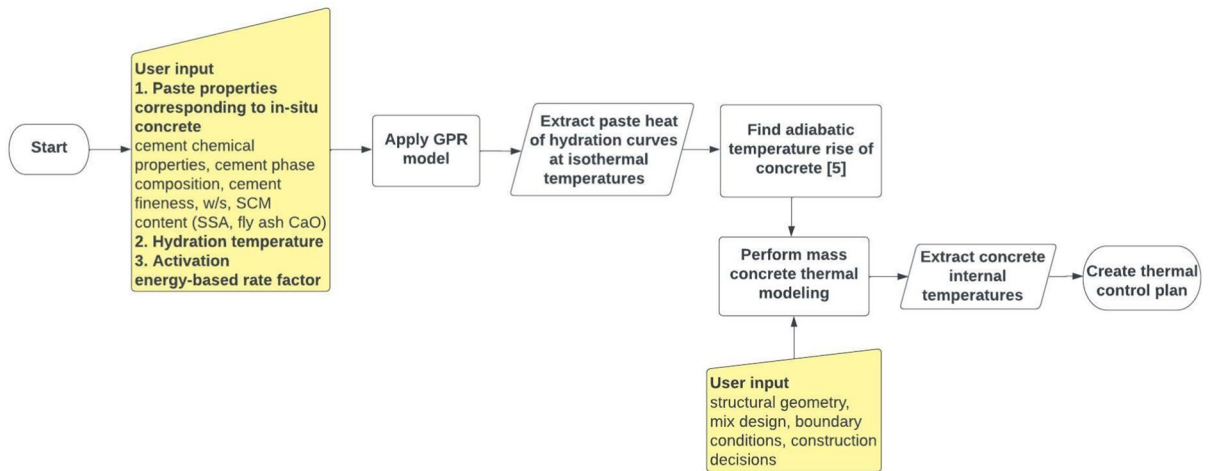 Start
User input
1. Paste properties
corresponding to in-situ
concrete
cement chemical
properties, cement phase
composition, cement
fineness, w/s, SCM
content (SSA, fly ash CaO)
2. Hydration temperature
3. Activation
energy-based rate factor
Apply GPR
model
Extract paste heat
of hydration curves
at isothermal
temperatures
Find adiabatic
temperature rise of
concrete [5]
Perform mass
concrete thermal
modeling
Extract concrete
internal
temperatures
Create thermal
control plan
User input
structural geometry,
mix design, boundary
conditions, construction
decisions